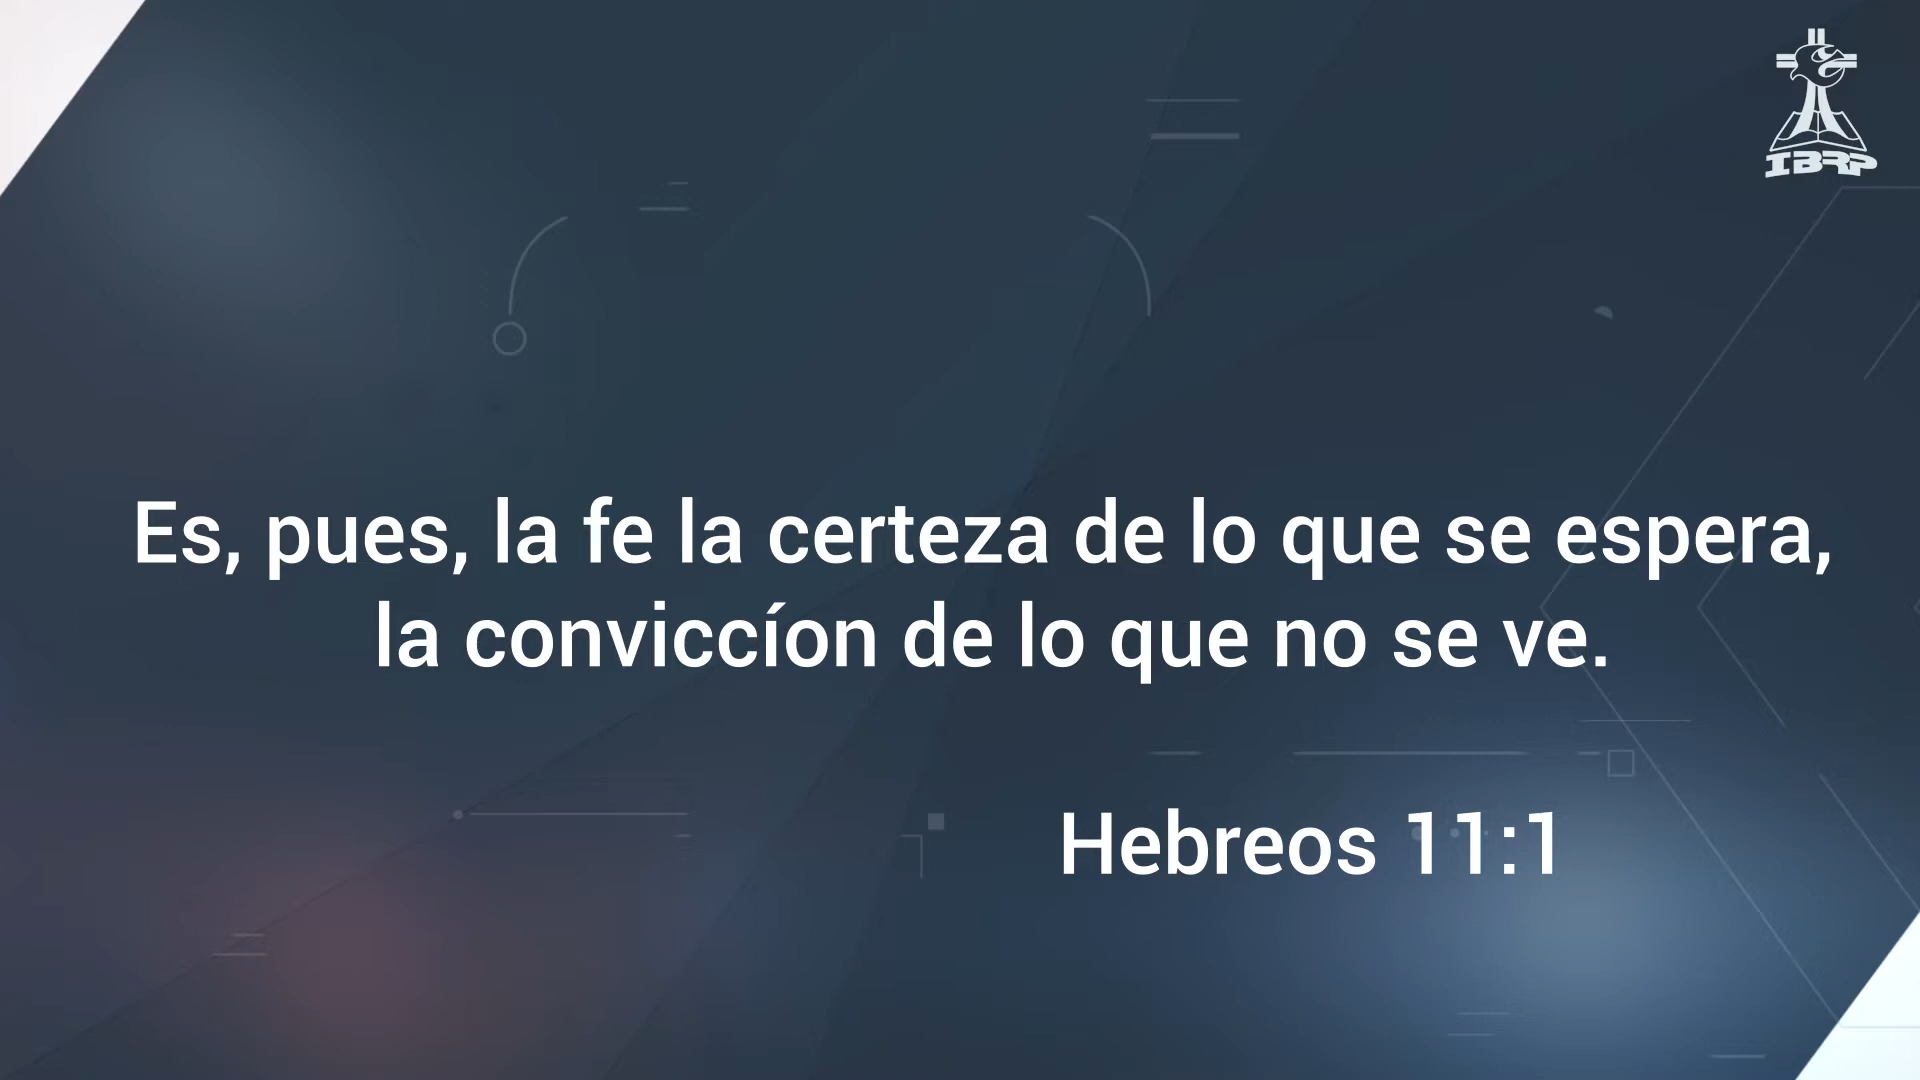 IBRP
Es, pues, la fe la certeza de lo que se espera,
la conviccíon de lo que no se ve.
Hebreos 11:1